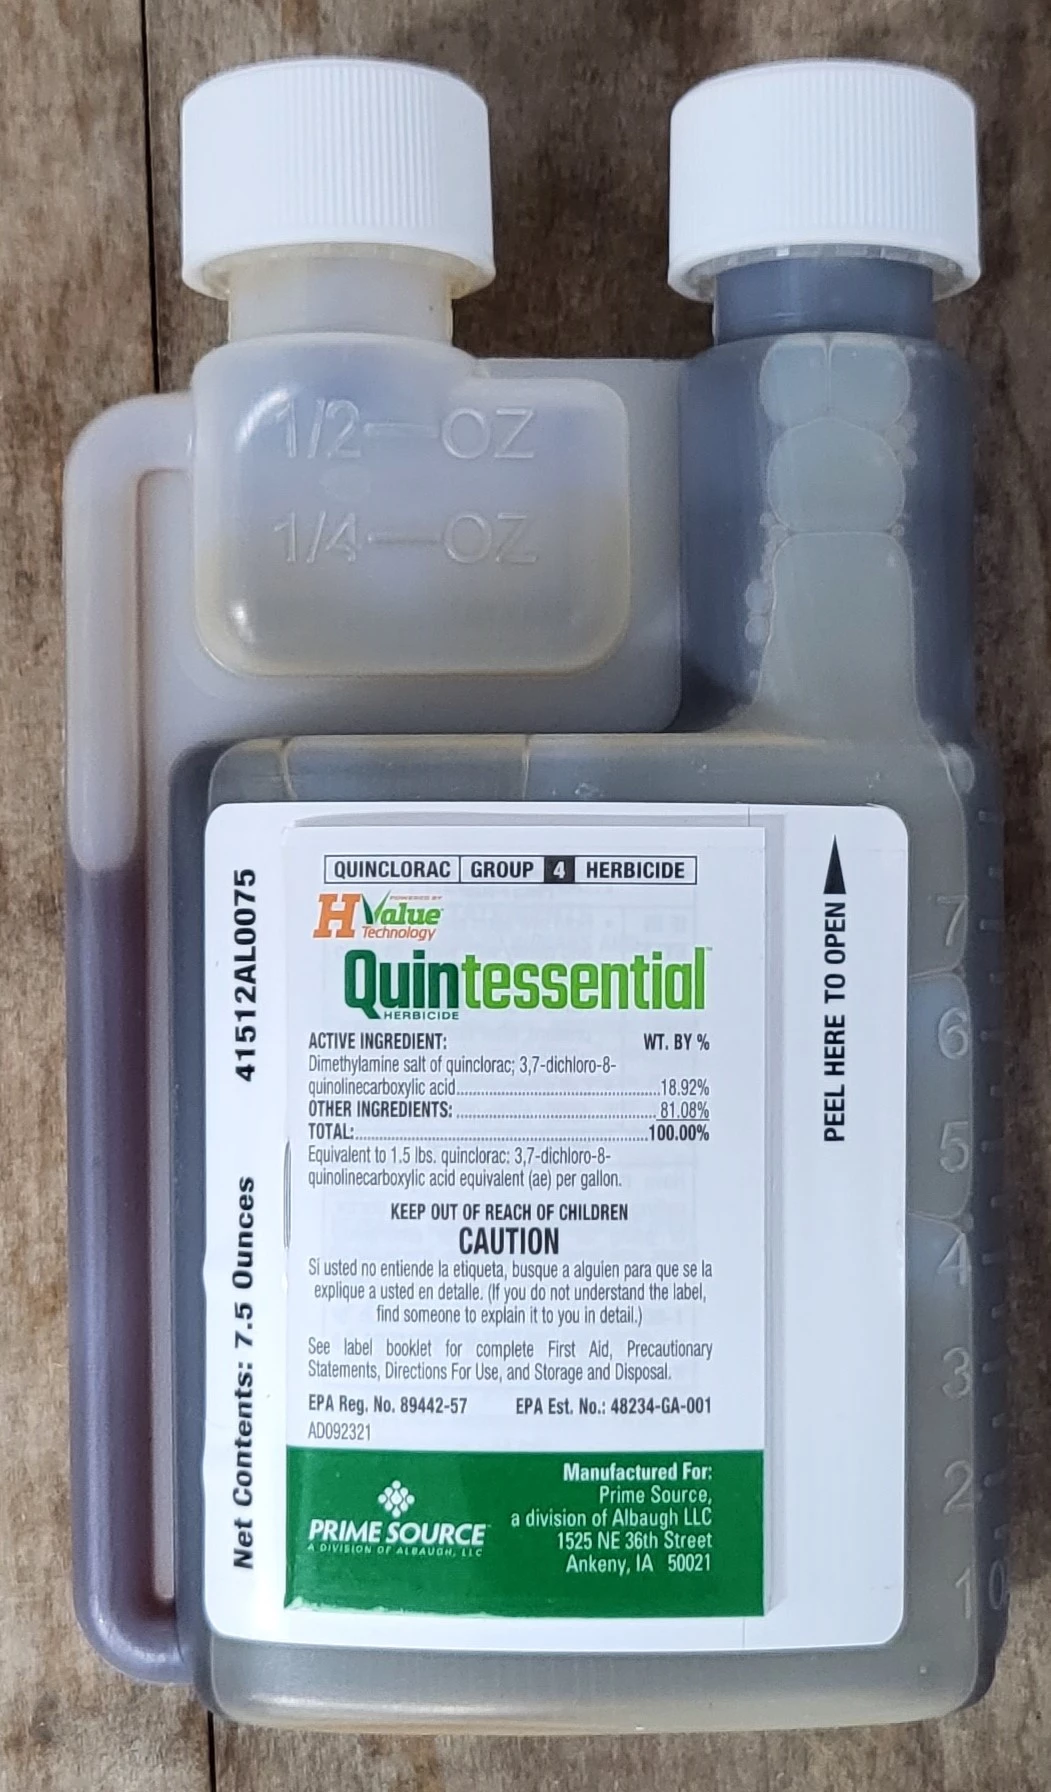 1/2 OZ
1/4 OZ
QUINCLORAC GROUP 4 HERBICIDE
H POWERED BY
Value
Technology
Quintessential™
HERBICIDE
ACTIVE INGREDIENT: WT. BY %
Dimethylamine salt of quinclorac; 3,7-dichloro-8-
quinolinecarboxylic acid..........18.92%
OTHER INGREDIENTS:..........81.08%
TOTAL:..........100.00%
Equivalent to 1.5 lbs. quinclorac: 3,7-dichloro-8-
quinolinecarboxylic acid equivalent (ae) per gallon.
KEEP OUT OF REACH OF CHILDREN
CAUTION
Si usted no entiende la etiqueta, busque a alguien para que se la
explique a usted en detalle. (If you do not understand the label,
find someone to explain it to you in detail.)
See label booklet for complete First Aid, Precautionary
Statements, Directions For Use, and Storage and Disposal.
EPA Reg. No. 89442-57 EPA Est. No.: 48234-GA-001
AD092321
PRIME SOURCE
A DIVISION OF ALBAUGH, LLC
Manufactured For:
Prime Source,
a division of Albaugh LLC
1525 NE 36th Street
Ankeny, IA 50021
Net Contents: 7.5 Ounces 41512AL0075
PEEL HERE TO OPEN
7
6
5
4
3
2
1